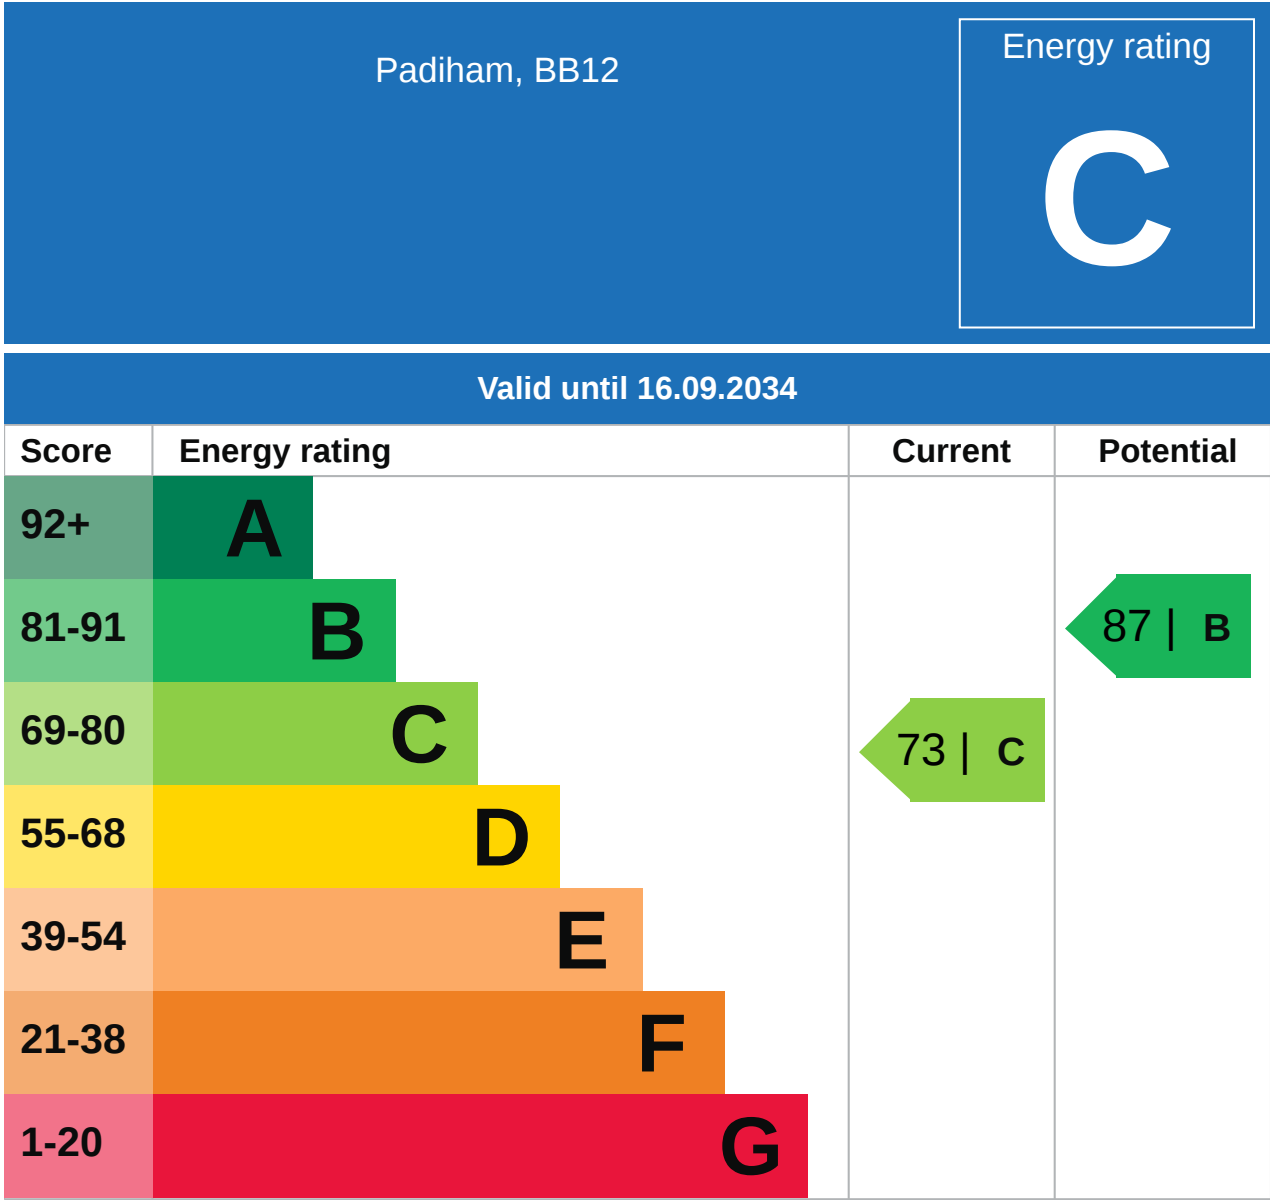 Padiham, BB12
Energy rating
C
Valid until 16.09.2034
Score Energy rating Current Potential
92+ A
81-91 B 87 | B
69-80 C 73 | C
55-68 D
39-54 E
21-38 F
1-20 G